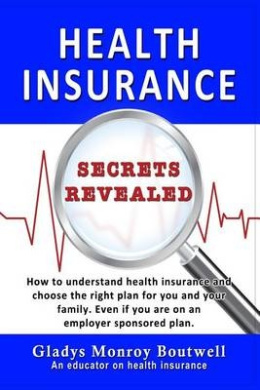 HEALTH
INSURANCE
SECRETS
REVEALED
How to understand health insurance and
choose the right plan for you and your
family. Even if you are on an
employer sponsored plan.
Gladys Monroy Boutwell
An educator on health insurance